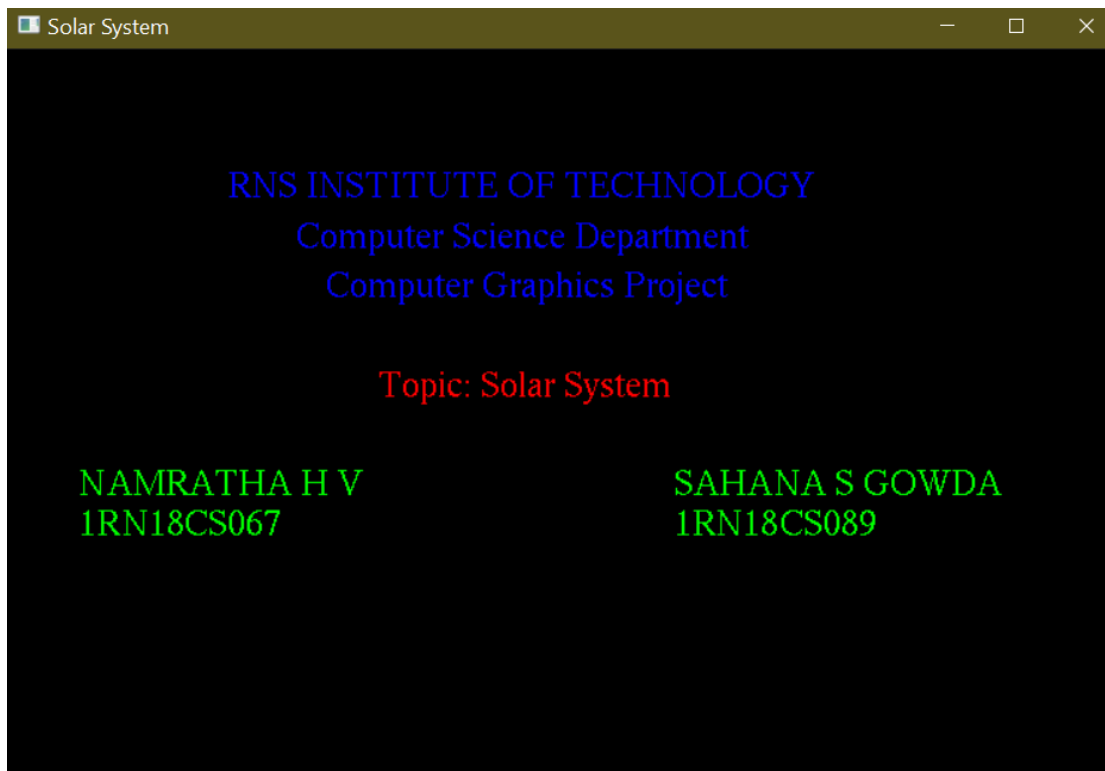 Solar System
RNS INSTITUTE OF TECHNOLOGY
Computer Science Department
Computer Graphics Project
Topic: Solar System
NAMRATHA H V
1RN18CS067
SAHANA S GOWDA
1RN18CS089